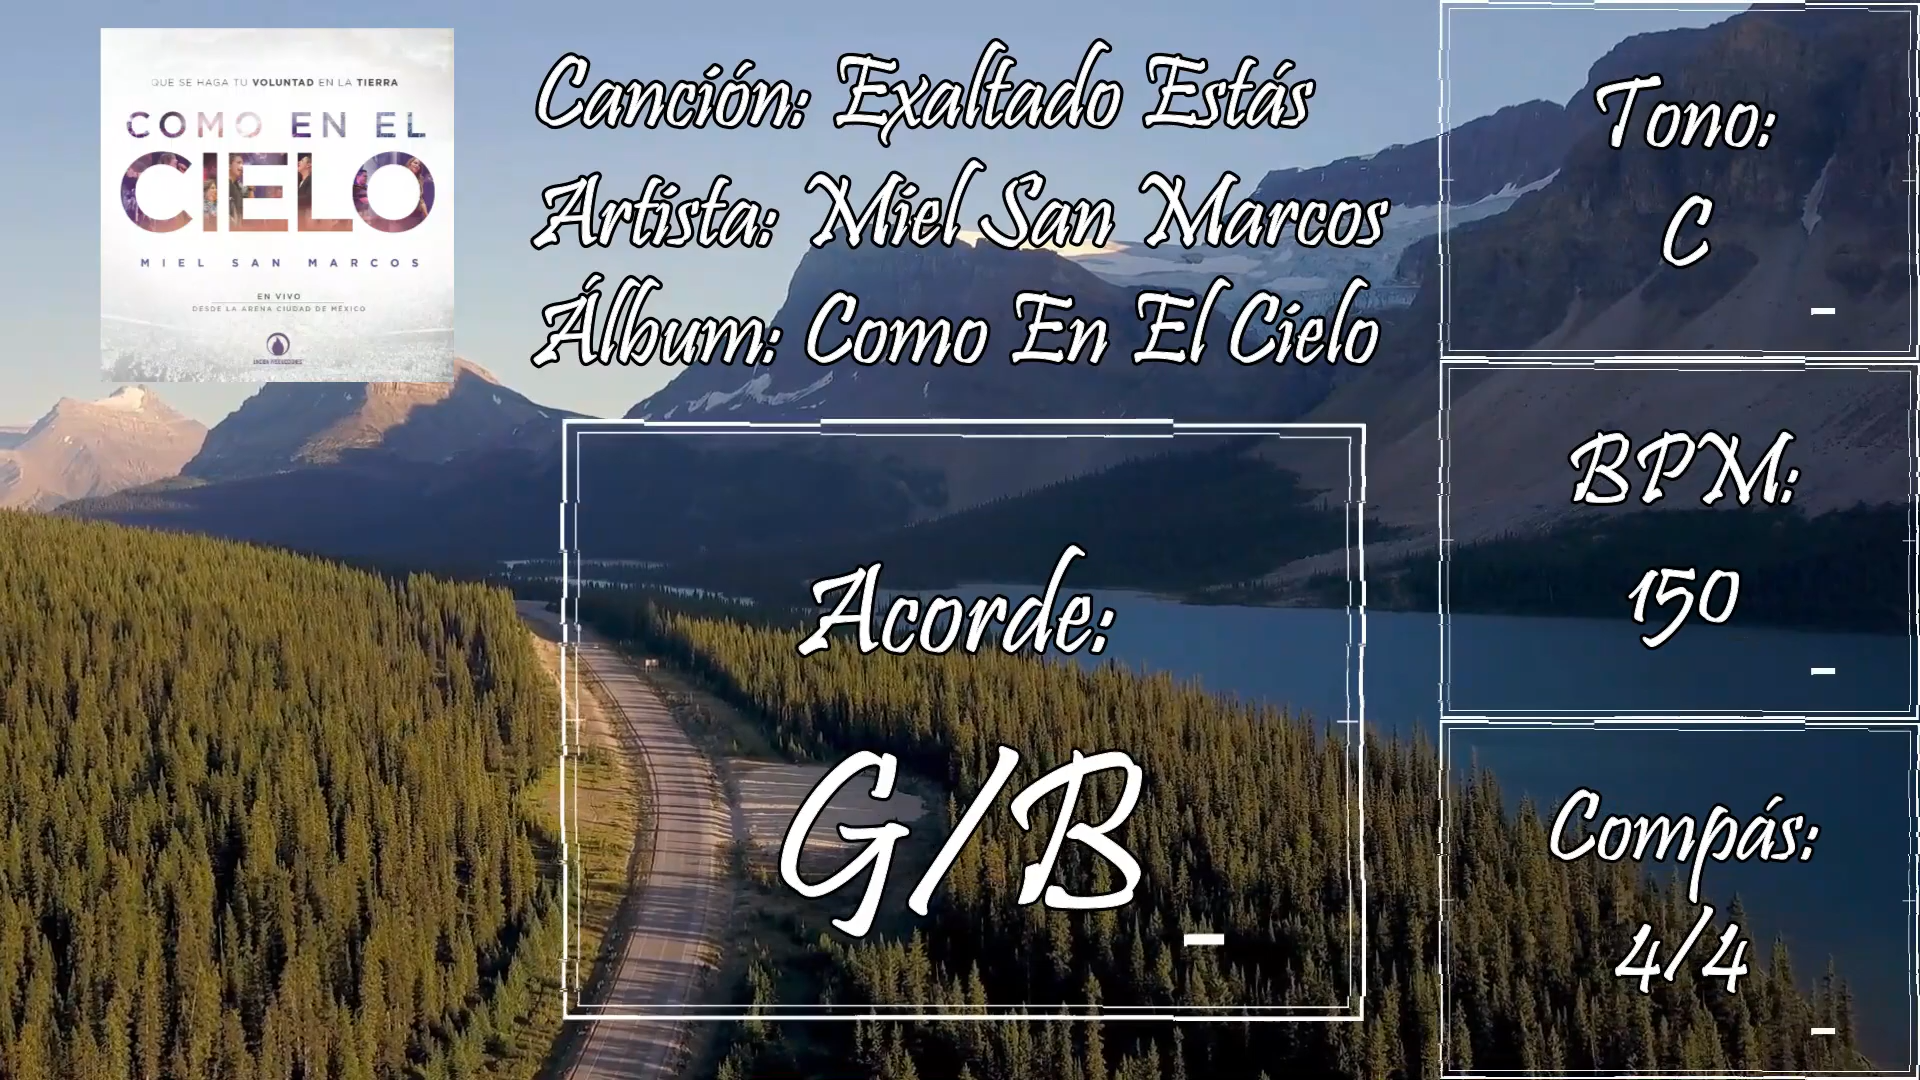 QUE SE HAGA TU VOLUNTAD EN LA TIERRA
COMO EN EL
CIELO
MIEL SAN MARCOS
EN VIVO
DESDE LA ARENA CIUDAD DE MÉXICO
Canción: Exaltado Estás
Artista: Miel San Marcos
Álbum: Como En El Cielo
Acorde:
G/B
Tono:
C
BPM:
150
Compás:
4/4